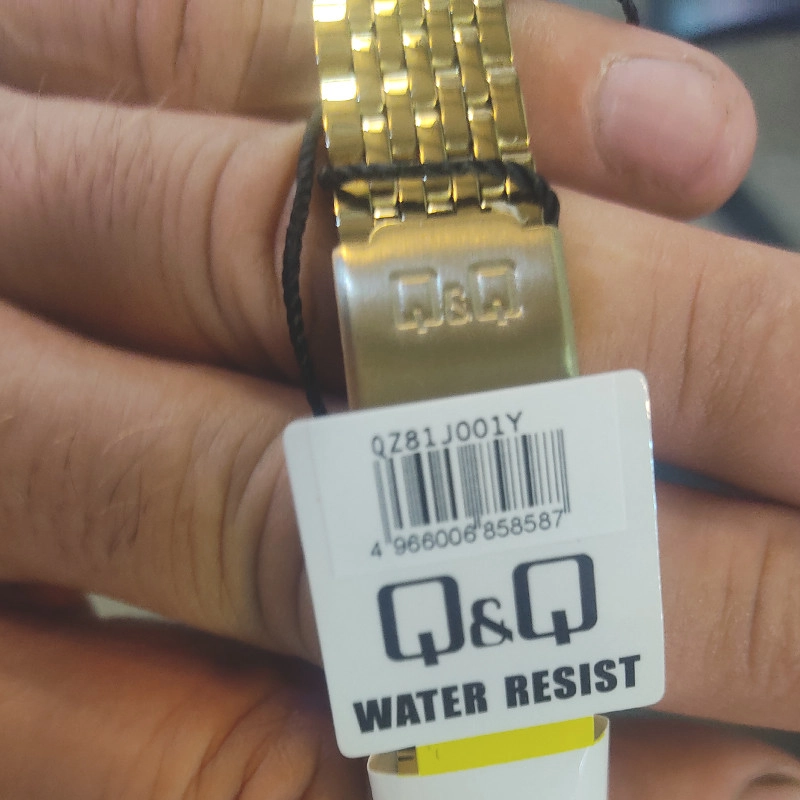 Q&Q
QZ81J001Y
4 966006 858587
Q&Q
WATER RESIST